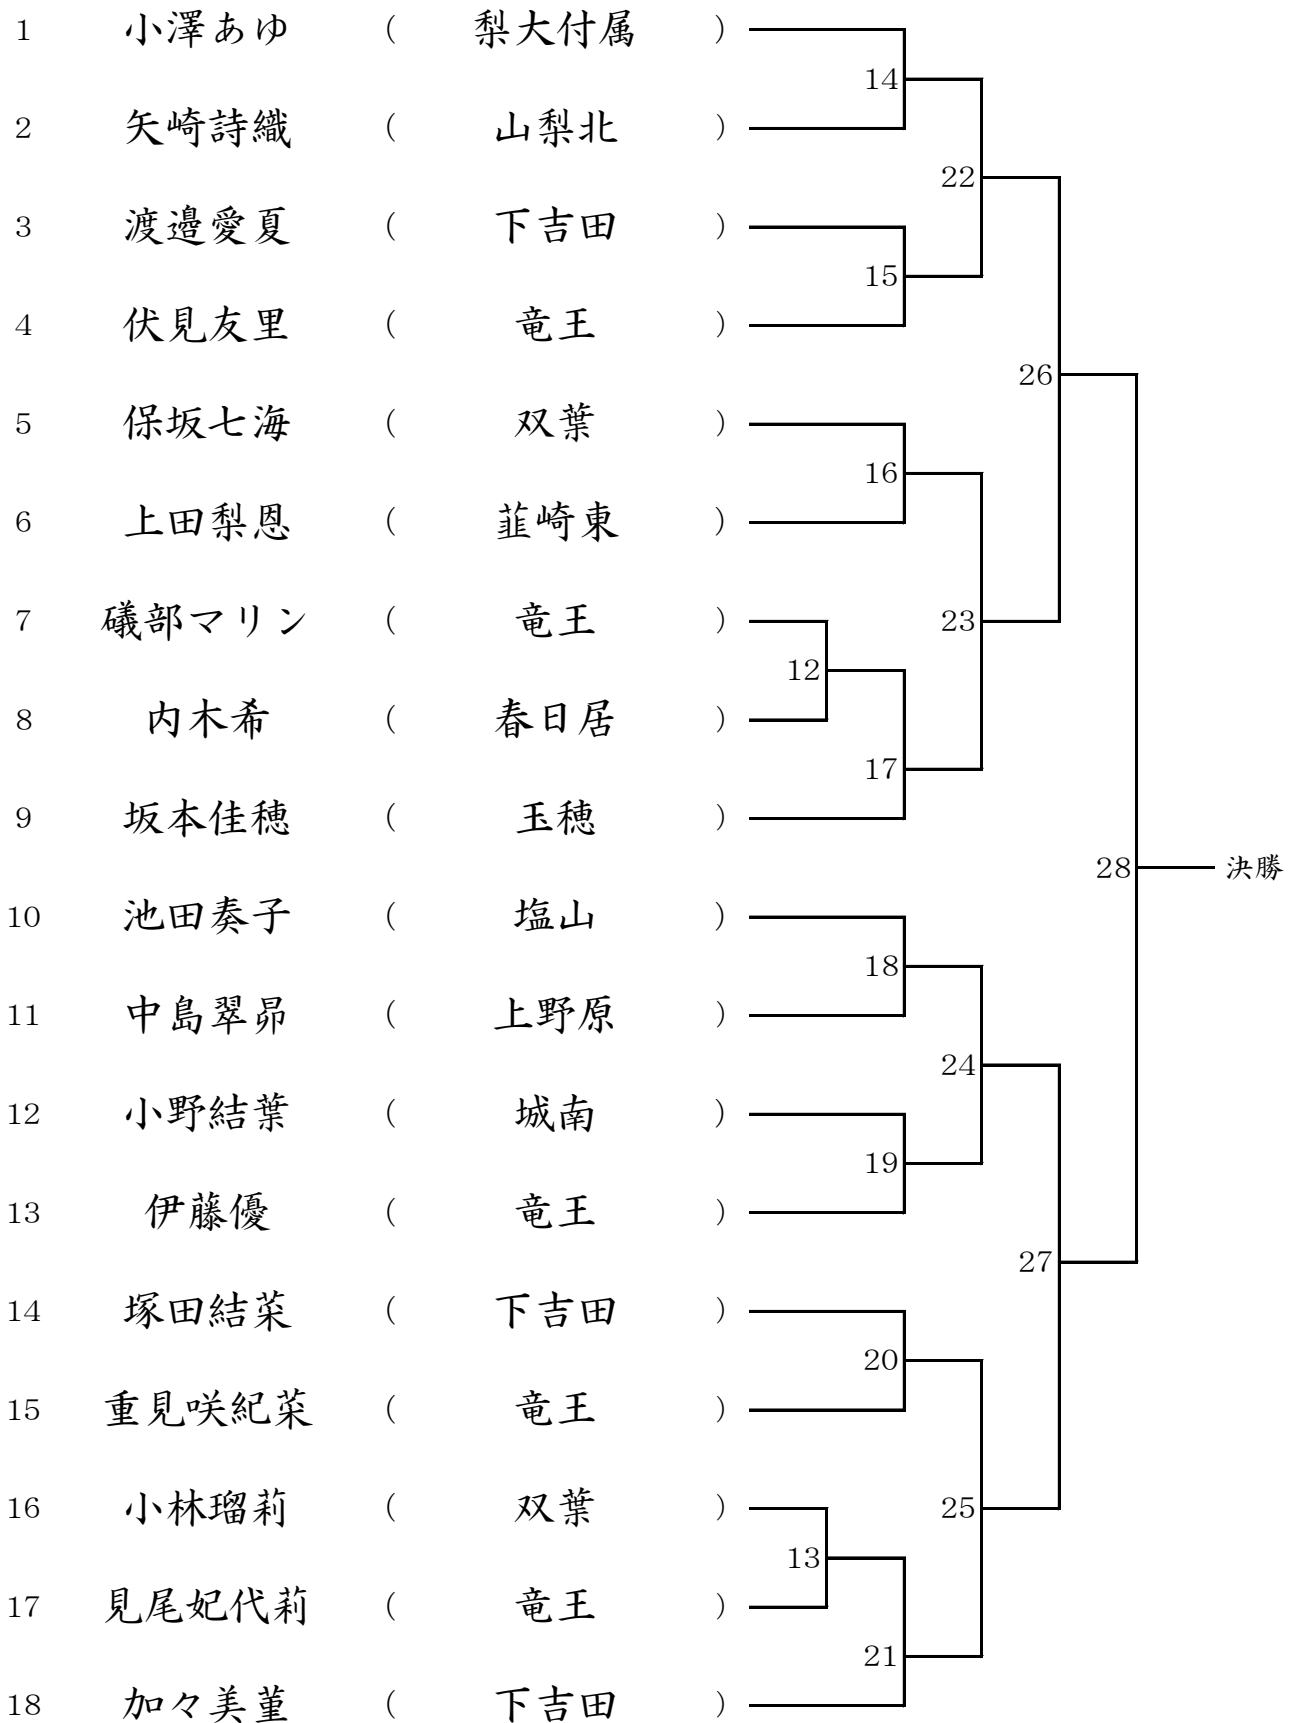 1 小澤あゆ ( 梨大付属 )
14
2 矢崎詩織 ( 山梨北 )
22
3 渡邉愛夏 ( 下吉田 )
15
4 伏見友里 ( 竜王 )
26
5 保坂七海 ( 双葉 )
16
6 上田梨恩 ( 韮崎東 )
7 礒部マリン ( 竜王 ) 23
12
8 内木希 ( 春日居 )
17
9 坂本佳穂 ( 玉穂 )
28 決勝
10 池田奏子 ( 塩山 )
18
11 中島翠昴 ( 上野原 )
24
12 小野結葉 ( 城南 )
19
13 伊藤優 ( 竜王 )
27
14 塚田結菜 ( 下吉田 )
20
15 重見咲紀菜 ( 竜王 )
16 小林瑠莉 ( 双葉 ) 25
13
17 見尾妃代莉 ( 竜王 )
21
18 加々美菫 ( 下吉田 )